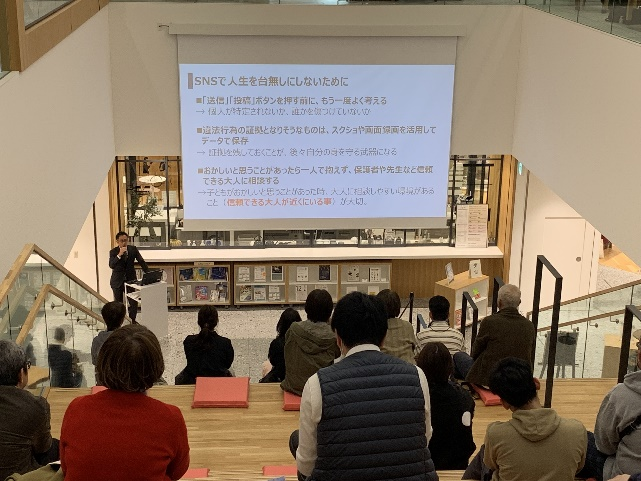 SNSで人生を台無しにしないために
■「送信」「投稿」ボタンを押す前に、もう一度よく考える
→ 個人が特定されないか、誰かを傷つけていないか
■違法行為の証拠となりそうなものは、スクショや画面録画を活用して
データで保存
→ 証拠を残しておくことが、後々自分の身を守る武器になる
■おかしいと思うことがあったら一人で抱えず、保護者や先生など信頼
できる大人に相談する
→子どもがおかしいと思うことがあった時、大人に相談しやすい環境がある
こと（信頼できる大人が近くにいる事）が大切。